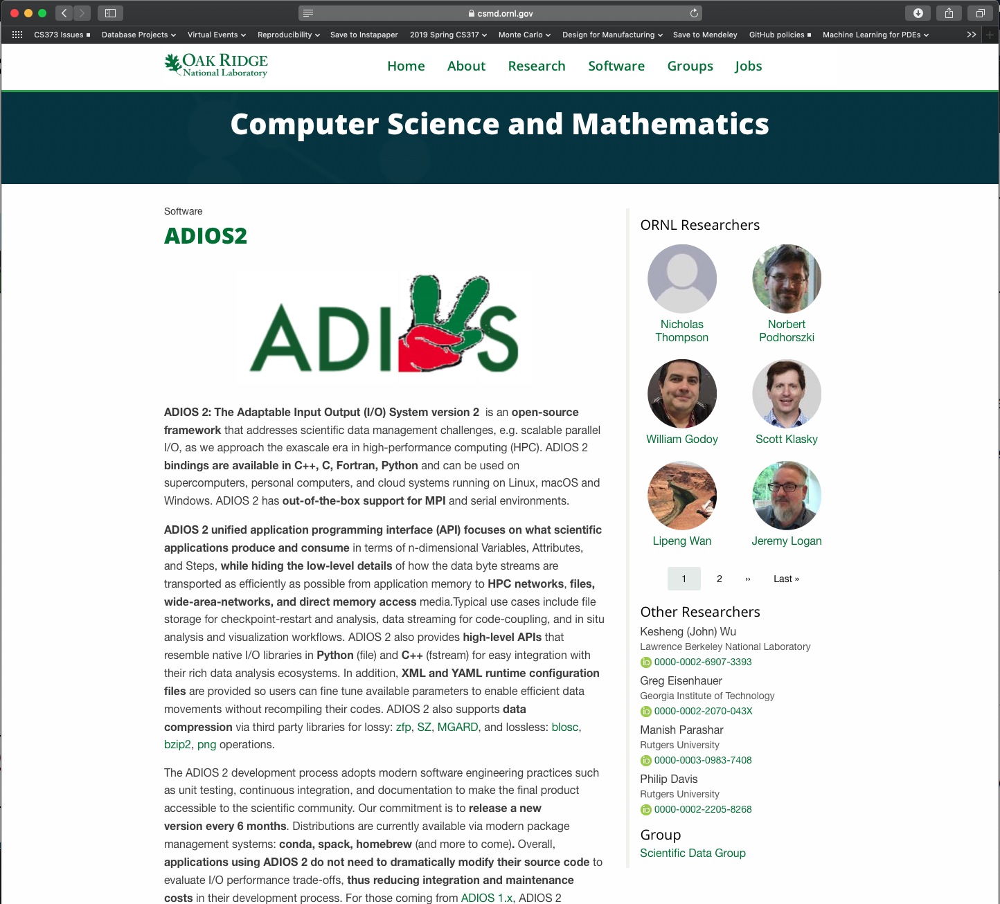 csmd.ornl.gov
CS373 Issues Database Projects Virtual Events Reproducibility Save to Instapaper 2019 Spring CS317 Monte Carlo Design for Manufacturing Save to Mendeley GitHub policies Machine Learning for PDEs >>
OAK RIDGE
National Laboratory
Home About Research Software Groups Jobs
Computer Science and Mathematics
Software
ADIOS2
ADI S
ADIOS 2: The Adaptable Input Output (I/O) System version 2 is an open-source
framework that addresses scientific data management challenges, e.g. scalable parallel
I/O, as we approach the exascale era in high-performance computing (HPC). ADIOS 2
bindings are available in C++, C, Fortran, Python and can be used on
supercomputers, personal computers, and cloud systems running on Linux, macOS and
Windows. ADIOS 2 has out-of-the-box support for MPI and serial environments.
ADIOS 2 unified application programming interface (API) focuses on what scientific
applications produce and consume in terms of n-dimensional Variables, Attributes,
and Steps, while hiding the low-level details of how the data byte streams are
transported as efficiently as possible from application memory to HPC networks, files,
wide-area-networks, and direct memory access media.Typical use cases include file
storage for checkpoint-restart and analysis, data streaming for code-coupling, and in situ
analysis and visualization workflows. ADIOS 2 also provides high-level APIs that
resemble native I/O libraries in Python (file) and C++ (fstream) for easy integration with
their rich data analysis ecosystems. In addition, XML and YAML runtime configuration
files are provided so users can fine tune available parameters to enable efficient data
movements without recompiling their codes. ADIOS 2 also supports data
compression via third party libraries for lossy: zfp, SZ, MGARD, and lossless: blosc,
bzip2, png operations.
The ADIOS 2 development process adopts modern software engineering practices such
as unit testing, continuous integration, and documentation to make the final product
accessible to the scientific community. Our commitment is to release a new
version every 6 months. Distributions are currently available via modern package
management systems: conda, spack, homebrew (and more to come). Overall,
applications using ADIOS 2 do not need to dramatically modify their source code to
evaluate I/O performance trade-offs, thus reducing integration and maintenance
costs in their development process. For those coming from ADIOS 1.x, ADIOS 2
ORNL Researchers
Nicholas
Thompson
Norbert
Podhorszki
William Godoy
Scott Klasky
Lipeng Wan
Jeremy Logan
1 2 ›› Last »
Other Researchers
Kesheng (John) Wu
Lawrence Berkeley National Laboratory
iD 0000-0002-6907-3393
Greg Eisenhauer
Georgia Institute of Technology
iD 0000-0002-2070-043X
Manish Parashar
Rutgers University
iD 0000-0003-0983-7408
Philip Davis
Rutgers University
iD 0000-0002-2205-8268
Group
Scientific Data Group